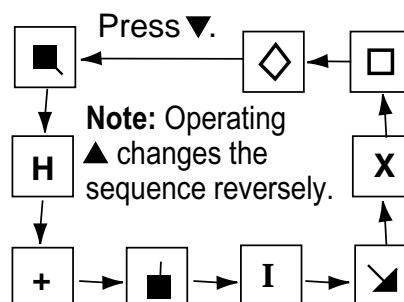 Press ▼.
Note: Operating
▲ changes the
sequence reversely.
H
X
+
I